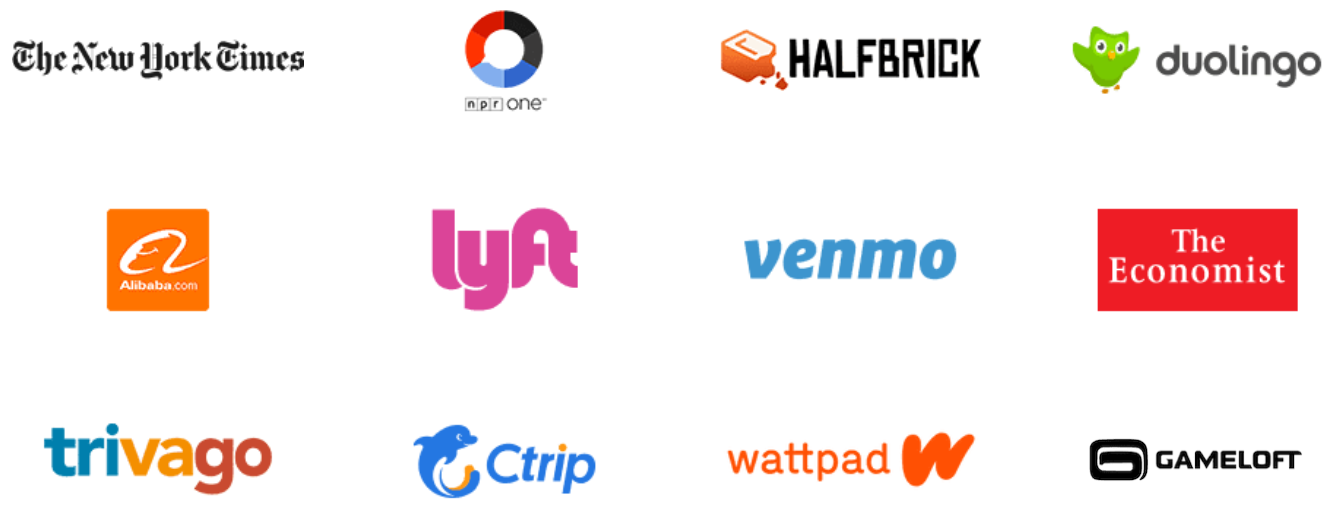 The New York Times
npr one
HALFBRICK
duolingo
Alibaba.com
lyft
venmo
The
Economist
trivago
Ctrip
wattpad
GAMELOFT